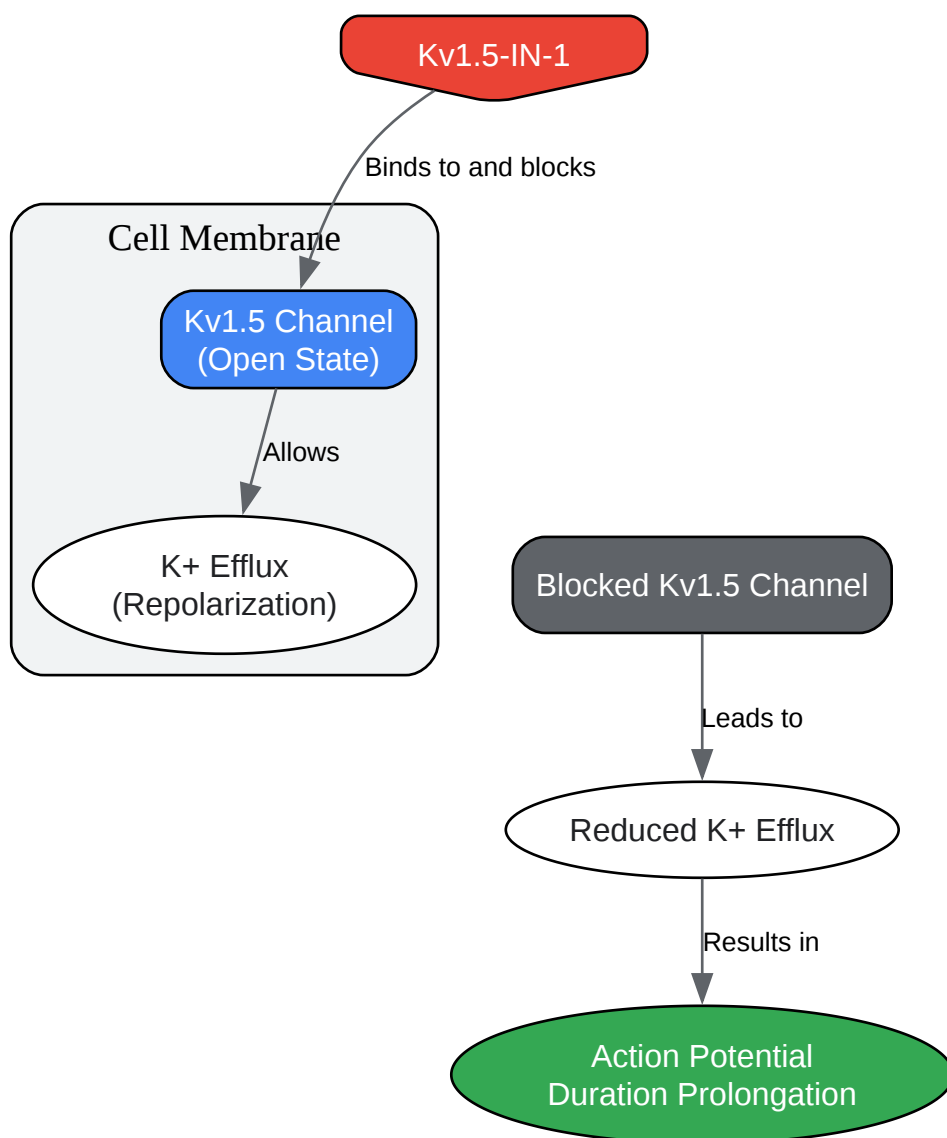 Kv1.5-IN-1
Binds to and blocks
Cell Membrane
Kv1.5 Channel
(Open State)
Allows
K+ Efflux
(Repolarization)
Blocked Kv1.5 Channel
Leads to
Reduced K+ Efflux
Results in
Action Potential
Duration Prolongation